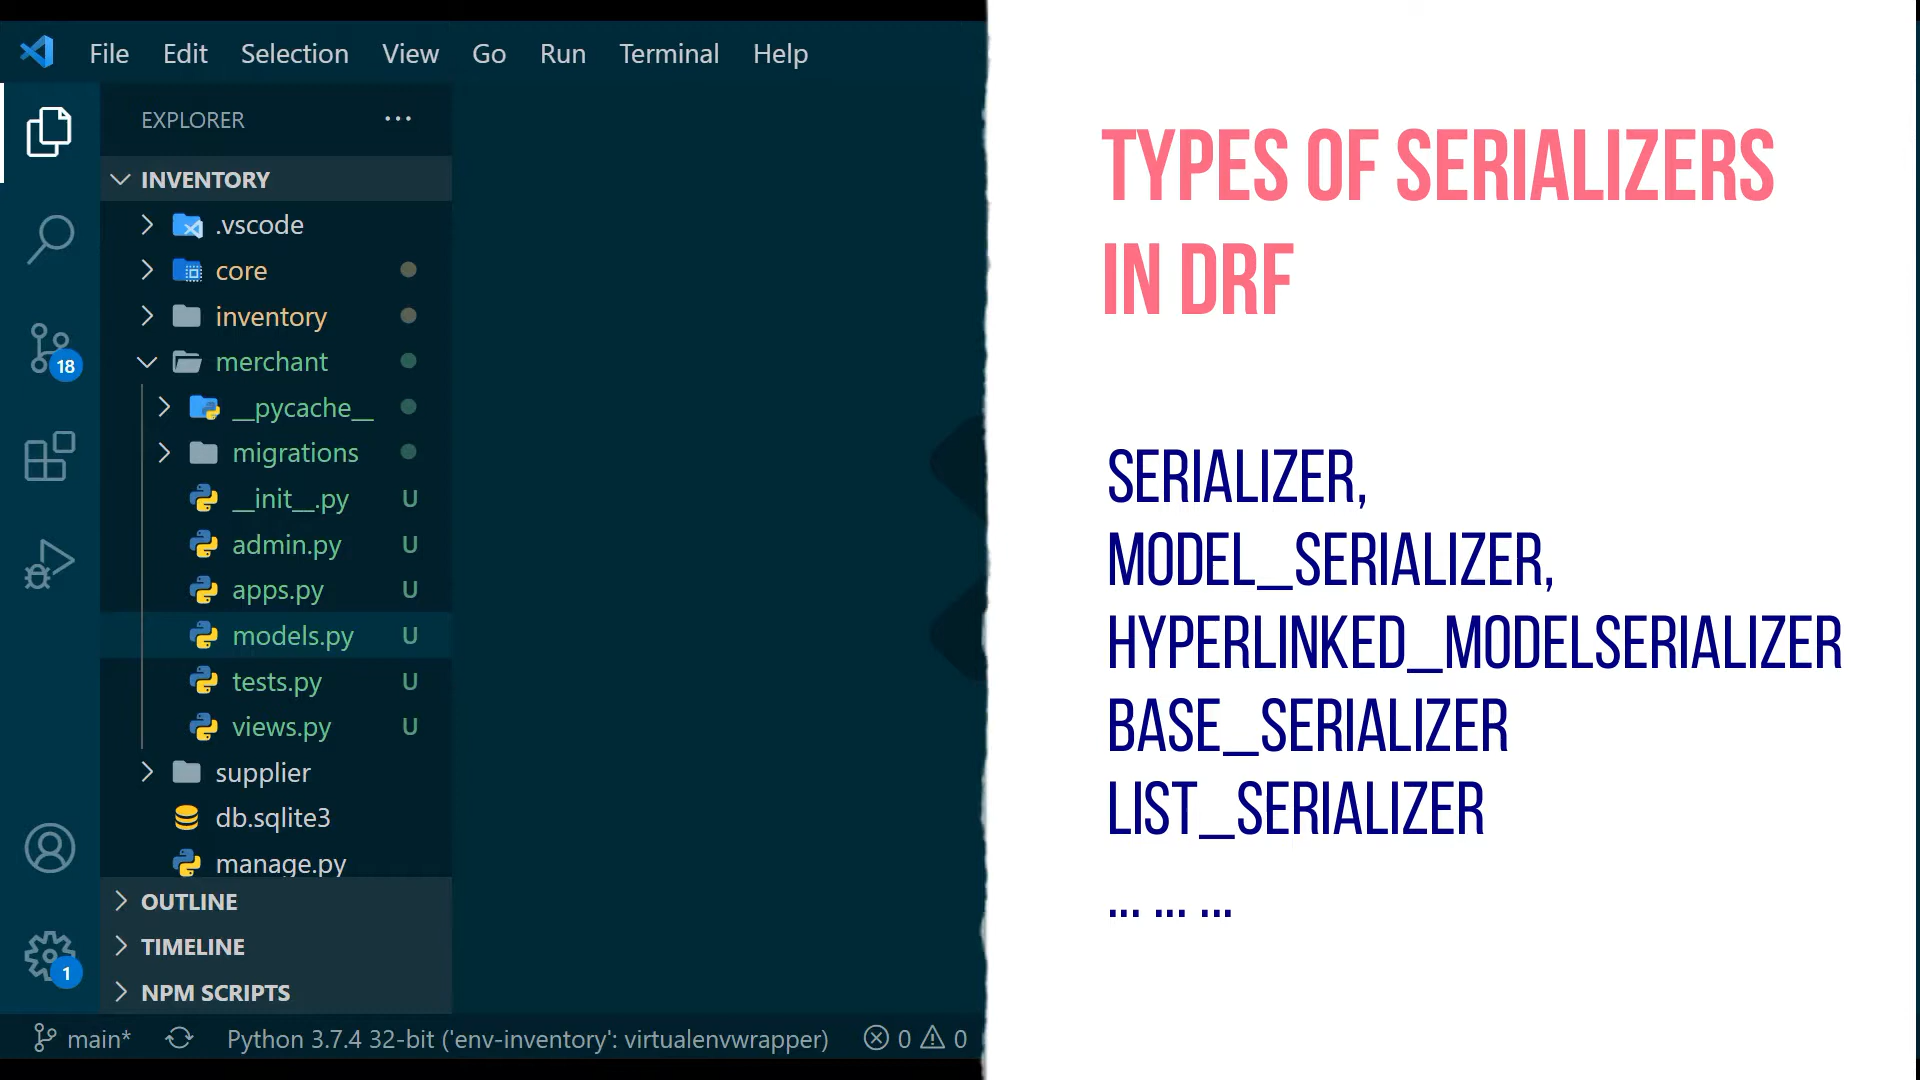 File Edit Selection View Go Run Terminal Help
EXPLORER ...
INVENTORY
.vscode
core
inventory
merchant
__pycache__
migrations
__init__.py U
admin.py U
apps.py U
models.py U
tests.py U
views.py U
supplier
db.sqlite3
manage.py
OUTLINE
TIMELINE
NPM SCRIPTS
18
1
main* Python 3.7.4 32-bit ('env-inventory': virtualenvwrapper) 0 0
TYPES OF SERIALIZERS
IN DRF
SERIALIZER,
MODEL_SERIALIZER,
HYPERLINKED_MODELSERIALIZER
BASE_SERIALIZER
LIST_SERIALIZER
... ... ...